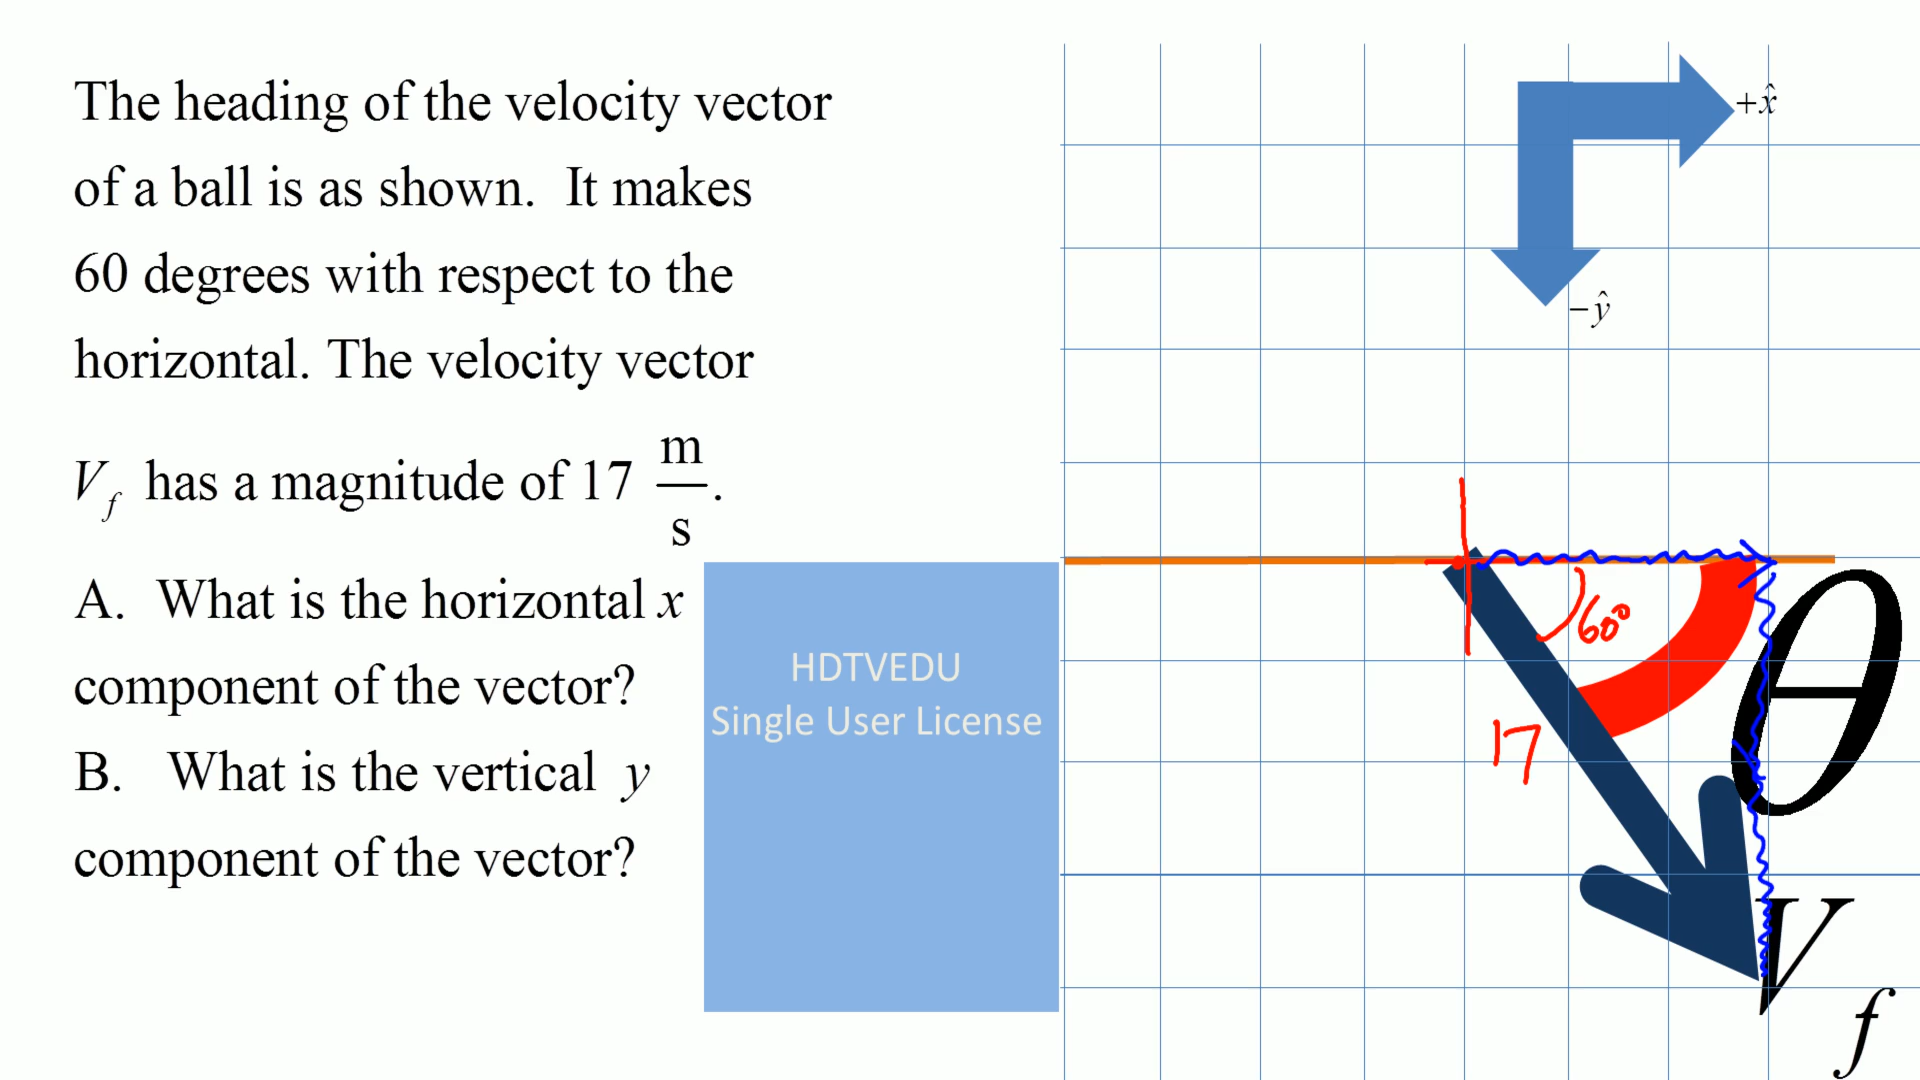 The heading of the velocity vector
of a ball is as shown. It makes
60 degrees with respect to the
horizontal. The velocity vector
V_f has a magnitude of 17 m/s.
A. What is the horizontal x
component of the vector?
B. What is the vertical y
component of the vector?
HDTVEDU
Single User License
+x̂
−ŷ
60°
17
θ
V_f